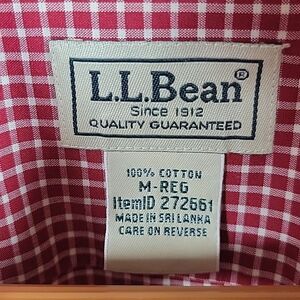 L.L.Bean®
Since 1912
QUALITY GUARANTEED
100% COTTON
M-REG
ItemID 272661
MADE IN SRI LANKA
CARE ON REVERSE